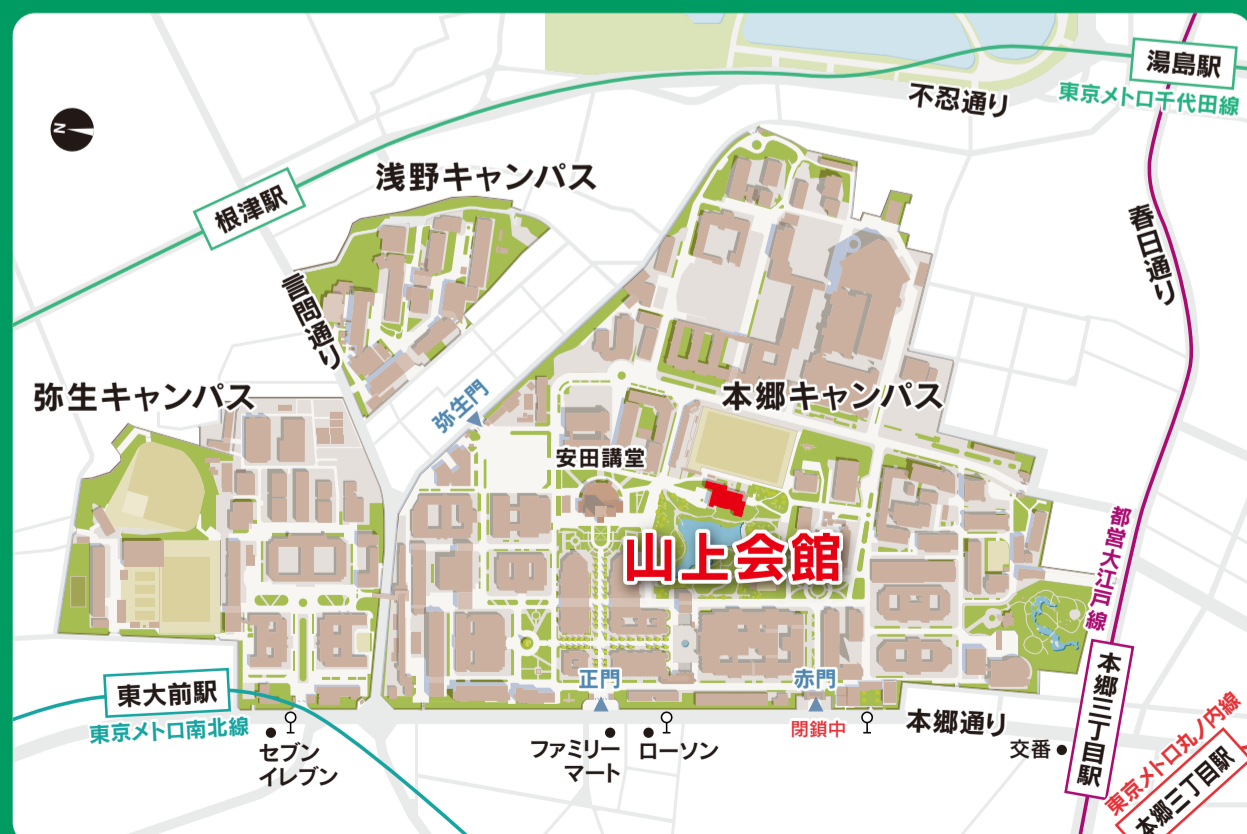 湯島駅
不忍通り
東京メトロ千代田線
N
浅野キャンパス
根津駅
春日通り
言問通り
弥生キャンパス
弥生門
本郷キャンパス
安田講堂
山上会館
都営大江戸線
正門
赤門
東大前駅
東京メトロ南北線
閉鎖中
本郷通り
本郷三丁目駅
セブン
イレブン
ファミリー
マート
ローソン
交番
東京メトロ丸ノ内線
本郷三丁目駅